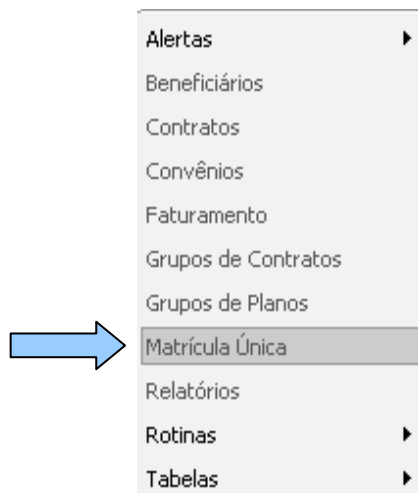 Alertas
Beneficiários
Contratos
Convênios
Faturamento
Grupos de Contratos
Grupos de Planos
Matrícula Única
Relatórios
Rotinas
Tabelas